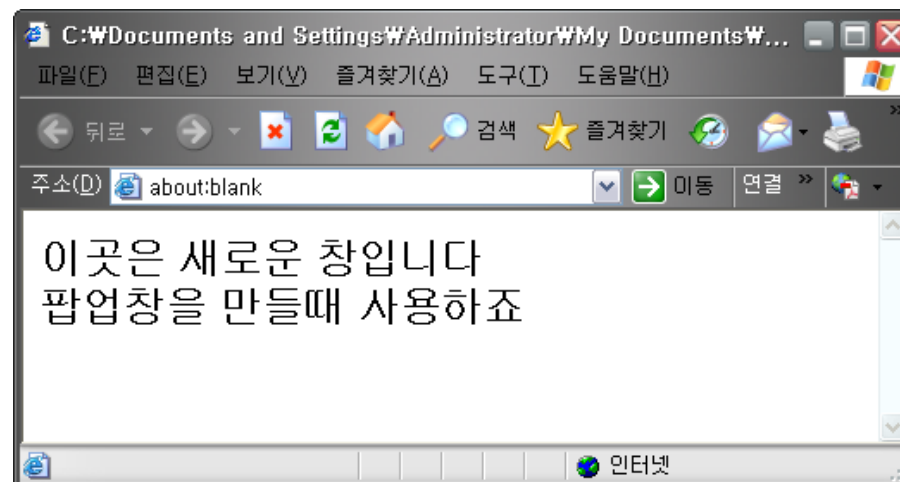 C:₩Documents and Settings₩Administrator₩My Documents₩...
파일(F) 편집(E) 보기(V) 즐겨찾기(A) 도구(T) 도움말(H)
뒤로 검색 즐겨찾기 »
주소(D) about:blank 이동 연결 »
이곳은 새로운 창입니다
팝업창을 만들때 사용하죠
인터넷